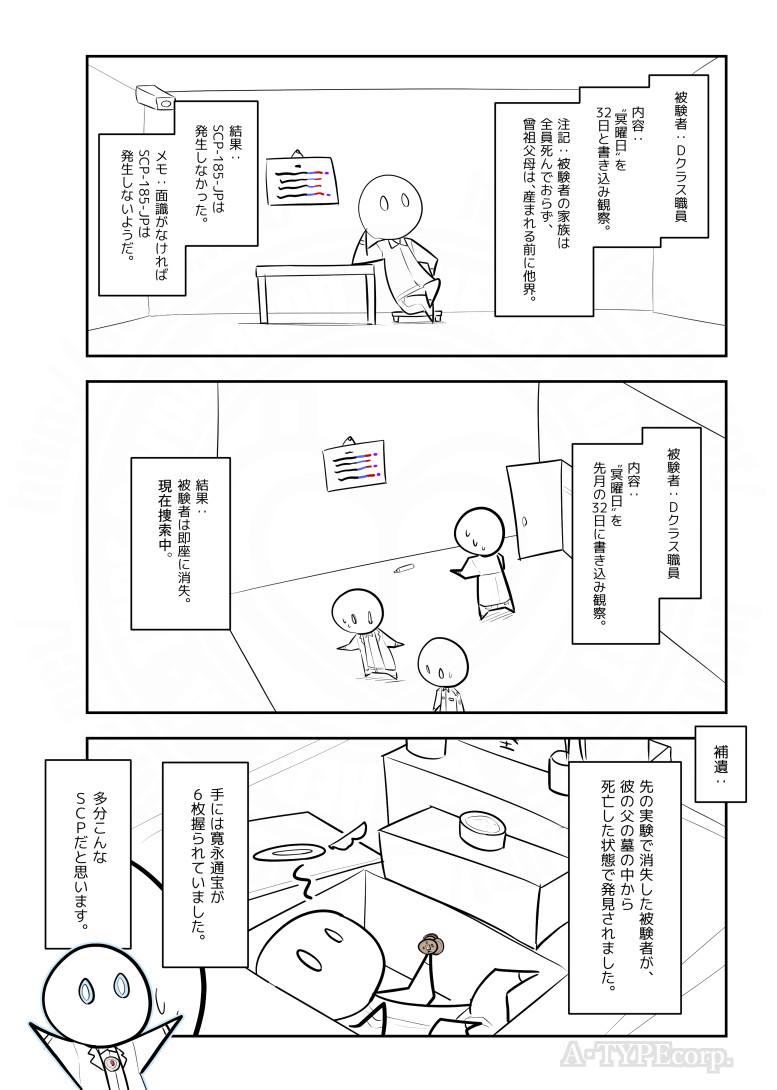 被験者：Dクラス職員
内容：
“冥曜日”を
32日と書き込み観察。
注記：被験者の家族は
全員死んでおらず、
曾祖父母は、産まれる前に他界。
結果：
SCP-185-JPは
発生しなかった。
メモ：面識がなければ
SCP-185-JPは
発生しないようだ。
被験者：Dクラス職員
内容：
“冥曜日”を
先月の32日に書き込み観察。
結果：
被験者は即座に消失。
現在捜索中。
補遺：
先の実験で消失した被験者が、
彼の父の墓の中から
死亡した状態で発見されました。
手には寛永通宝が
6枚握られていました。
多分こんな
SCPだと思います。
A-TYPEcorp.